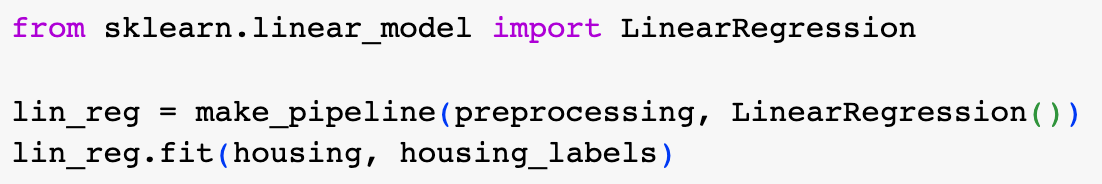 from sklearn.linear_model import LinearRegression
lin_reg = make_pipeline(preprocessing, LinearRegression())
lin_reg.fit(housing, housing_labels)